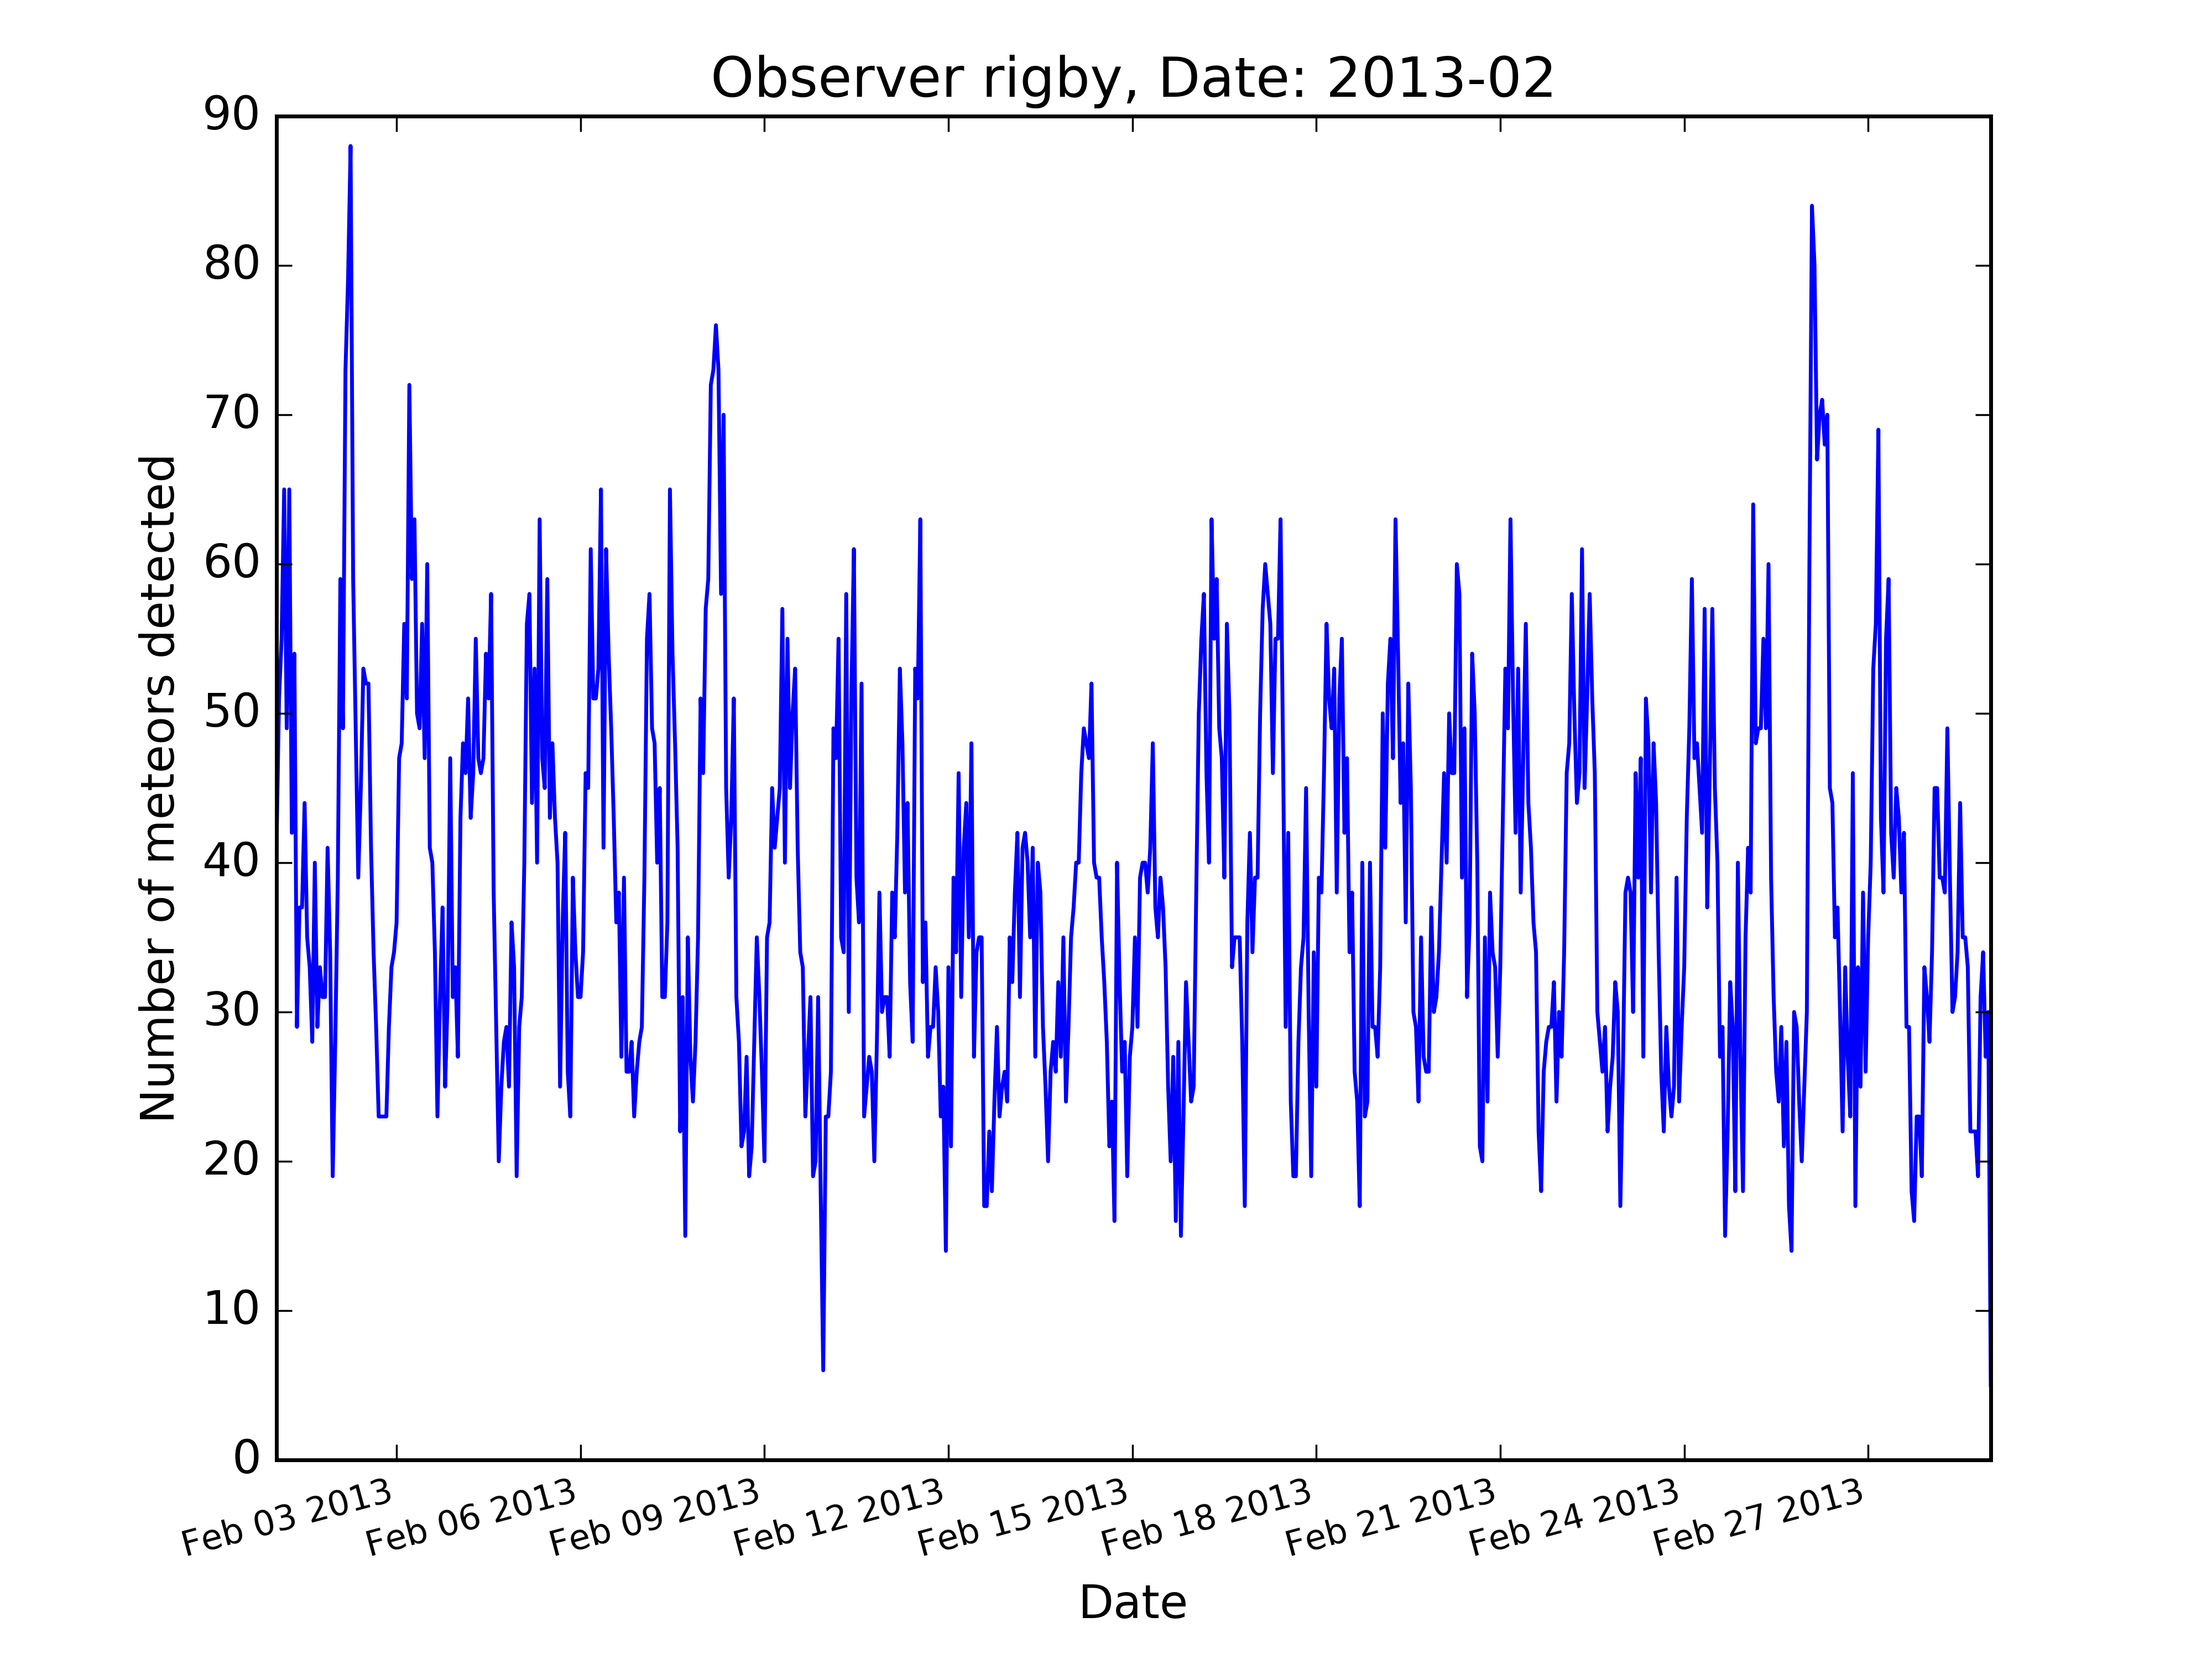 Observer rigby, Date: 2013-02
90
80
70
60
50
40
30
20
10
0
Number of meteors detected
Feb 03 2013
Feb 06 2013
Feb 09 2013
Feb 12 2013
Feb 15 2013
Feb 18 2013
Feb 21 2013
Feb 24 2013
Feb 27 2013
Date